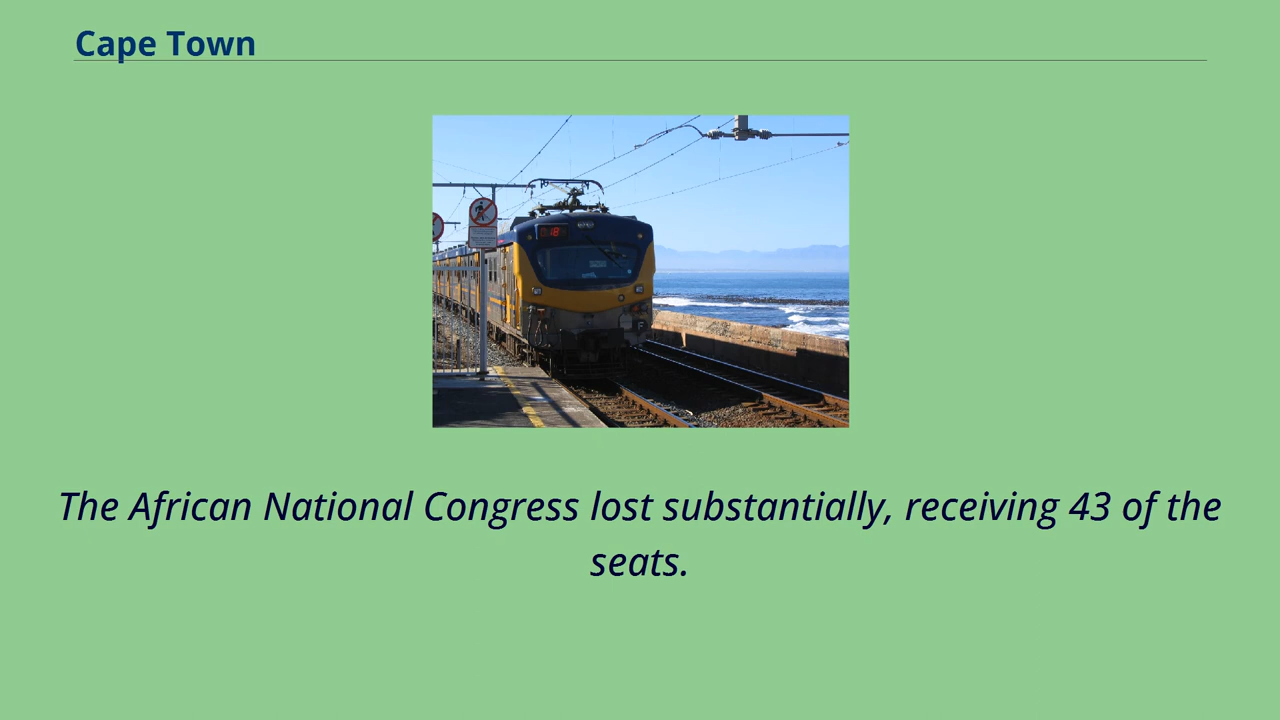 Cape Town
The African National Congress lost substantially, receiving 43 of the
seats.